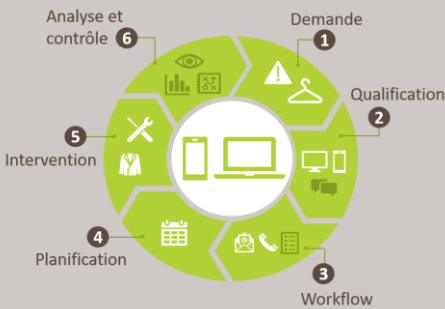 Demande
1
Qualification
2
3
Workflow
4
Planification
5
Intervention
Analyse et
contrôle 6